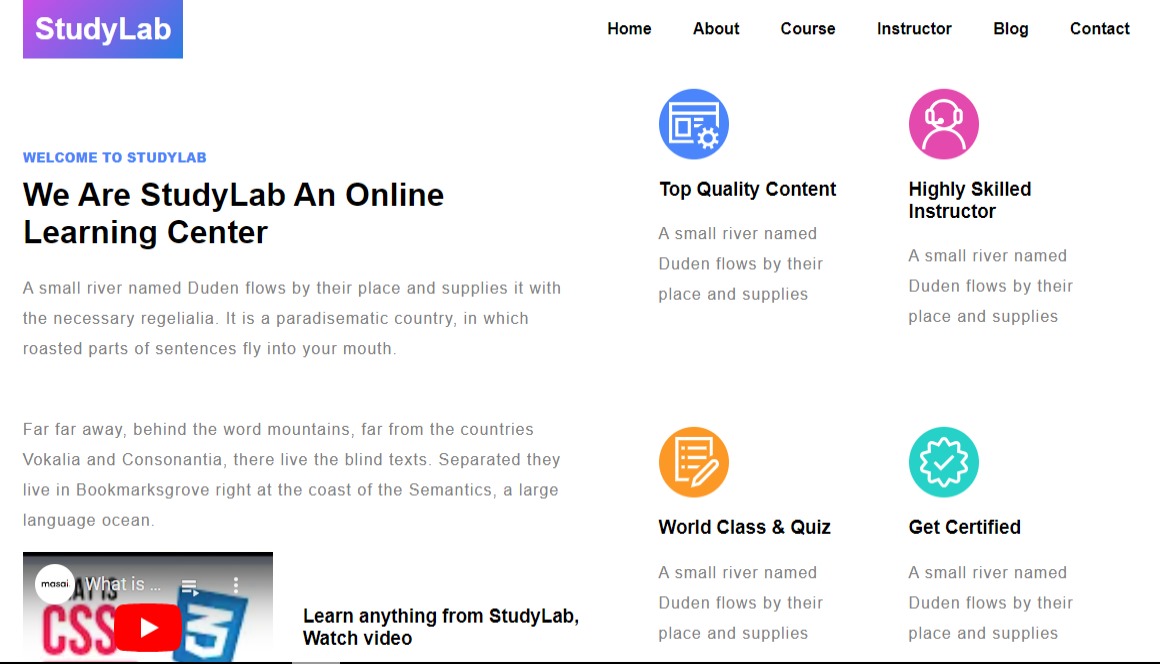 StudyLab
Home About Course Instructor Blog Contact
WELCOME TO STUDYLAB
We Are StudyLab An Online
Learning Center
A small river named Duden flows by their place and supplies it with
the necessary regelialia. It is a paradisematic country, in which
roasted parts of sentences fly into your mouth.
Far far away, behind the word mountains, far from the countries
Vokalia and Consonantia, there live the blind texts. Separated they
live in Bookmarksgrove right at the coast of the Semantics, a large
language ocean.
masai.
What is ...
CSS
3
Learn anything from StudyLab,
Watch video
Top Quality Content
A small river named
Duden flows by their
place and supplies
Highly Skilled
Instructor
A small river named
Duden flows by their
place and supplies
World Class & Quiz
A small river named
Duden flows by their
place and supplies
Get Certified
A small river named
Duden flows by their
place and supplies